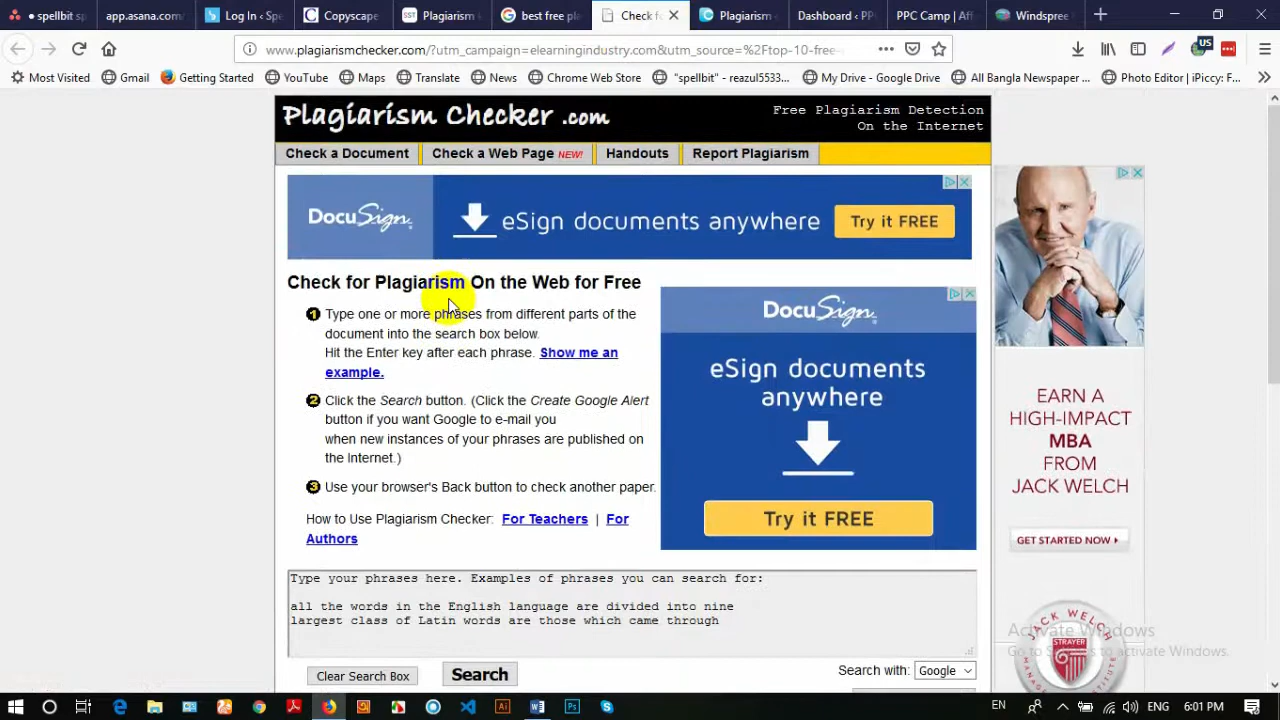 spellbit sp
app.asana.com/
Log In ‹ Spe
Copyscape
Plagiarism
best free pl
Check fo
Plagiarism
Dashboard ‹ PP
PPC Camp | Aff
Windspree
www.plagiarismchecker.com/?utm_campaign=elearningindustry.com&utm_source=%2Ftop-10-free-
US
Most Visited
Gmail
Getting Started
YouTube
Maps
Translate
News
Chrome Web Store
"spellbit" - reazul5533...
My Drive - Google Drive
All Bangla Newspaper ...
Photo Editor | iPiccy: F...
Plagiarism Checker .com
Free Plagiarism Detection
On the Internet
Check a Document
Check a Web Page NEW!
Handouts
Report Plagiarism
DocuSign
eSign documents anywhere
Try it FREE
Check for Plagiarism On the Web for Free
1 Type one or more phrases from different parts of the
document into the search box below.
Hit the Enter key after each phrase. Show me an
example.
2 Click the Search button. (Click the Create Google Alert
button if you want Google to e-mail you
when new instances of your phrases are published on
the Internet.)
3 Use your browser's Back button to check another paper.
How to Use Plagiarism Checker: For Teachers | For
Authors
DocuSign
eSign documents
anywhere
Try it FREE
EARN A
HIGH-IMPACT
MBA
FROM
JACK WELCH
GET STARTED NOW
Type your phrases here. Examples of phrases you can search for:
all the words in the English language are divided into nine
largest class of Latin words are those which came through
Clear Search Box
Search
Search with: Google
JACK WELCH
STRAYER
Activate Windows
Go to Settings to activate Windows.
EN
ENG
6:01 PM